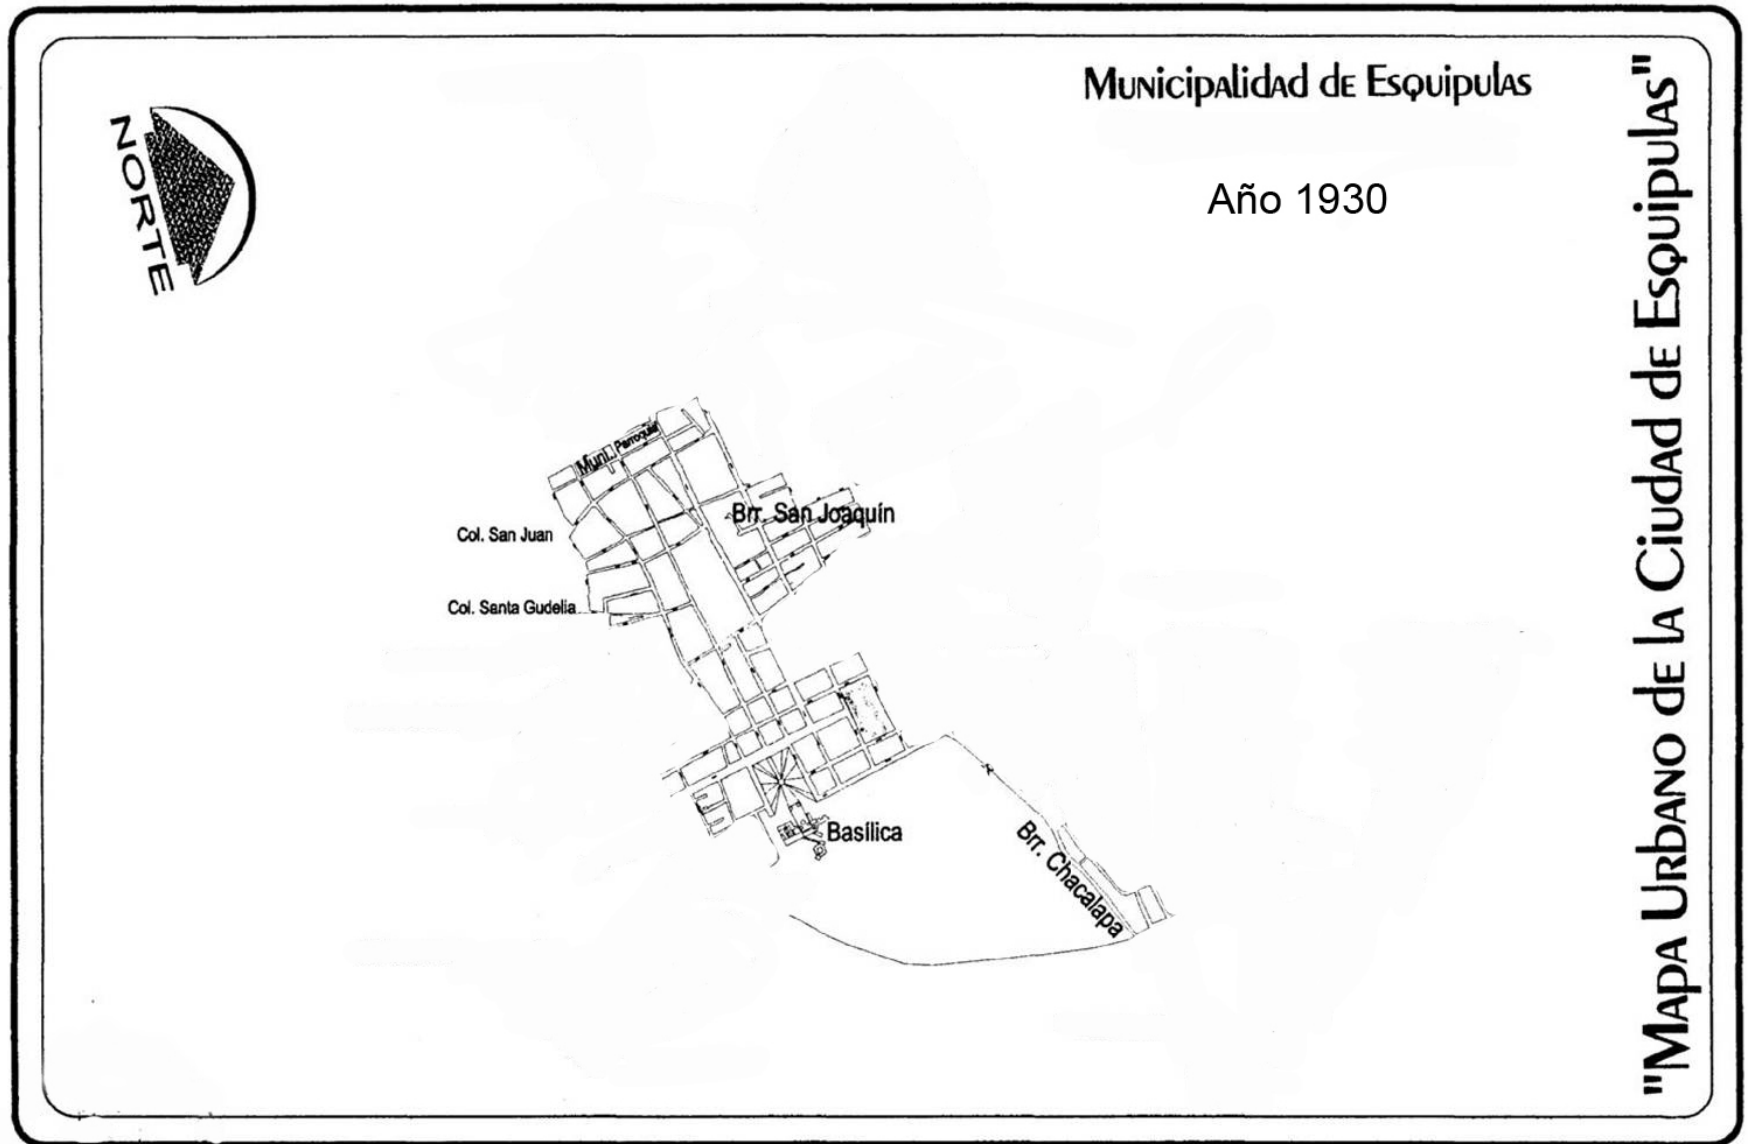 Municipalidad de Esquipulas
Año 1930
NORTE
Muni.. Parroquia
Brr. San Joaquín
Col. San Juan
Col. Santa Gudelia
Basílica
Brr. Chacalapa
"Mapa Urbano de la Ciudad de Esquipulas"